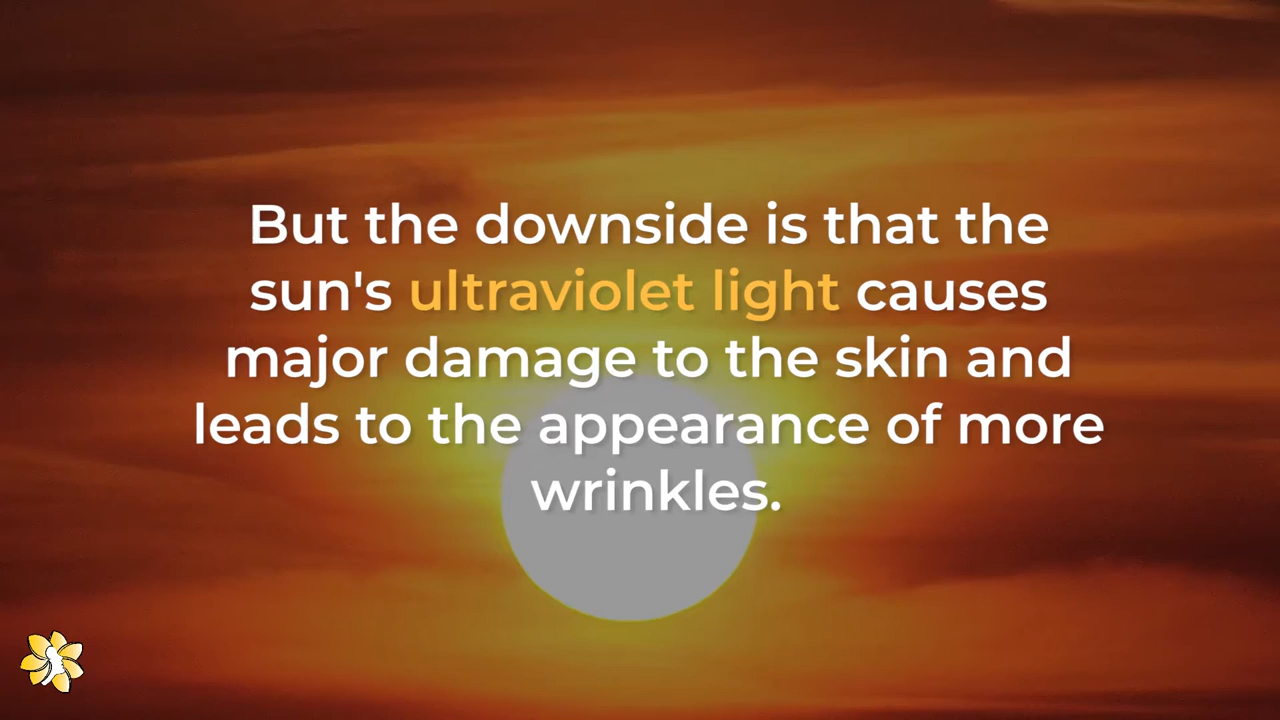 But the downside is that the
sun's ultraviolet light causes
major damage to the skin and
leads to the appearance of more
wrinkles.